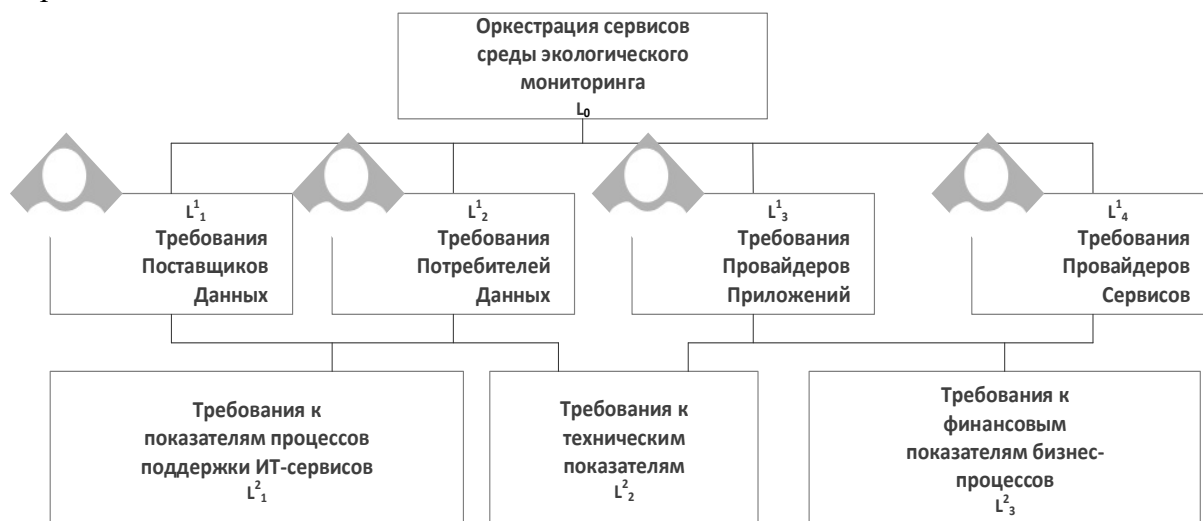 Оркестрация сервисов
среды экологического
мониторинга
L₀
L¹₁
Требования
Поставщиков
Данных
L¹₂
Требования
Потребителей
Данных
L¹₃
Требования
Провайдеров
Приложений
L¹₄
Требования
Провайдеров
Сервисов
Требования к
показателям процессов
поддержки ИТ-сервисов
L²₁
Требования к
техническим
показателям
L²₂
Требования к
финансовым
показателям бизнес-
процессов
L²₃